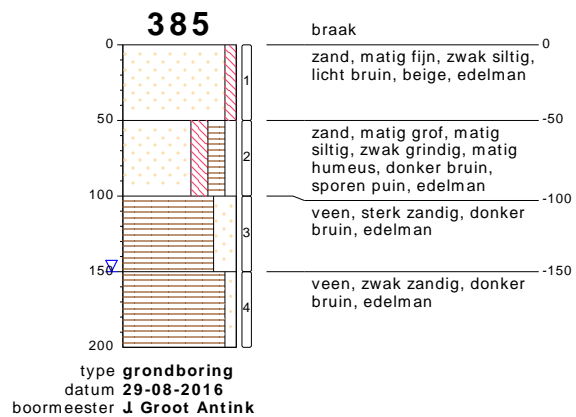 385
braak
0
0
zand, matig fijn, zwak siltig,
licht bruin, beige, edelman
1
50
-50
zand, matig grof, matig
siltig, zwak grindig, matig
humeus, donker bruin,
sporen puin, edelman
2
100
-100
veen, sterk zandig, donker
bruin, edelman
3
150
-150
veen, zwak zandig, donker
bruin, edelman
4
200
type grondboring
datum 29-08-2016
boormeester J. Groot Antink